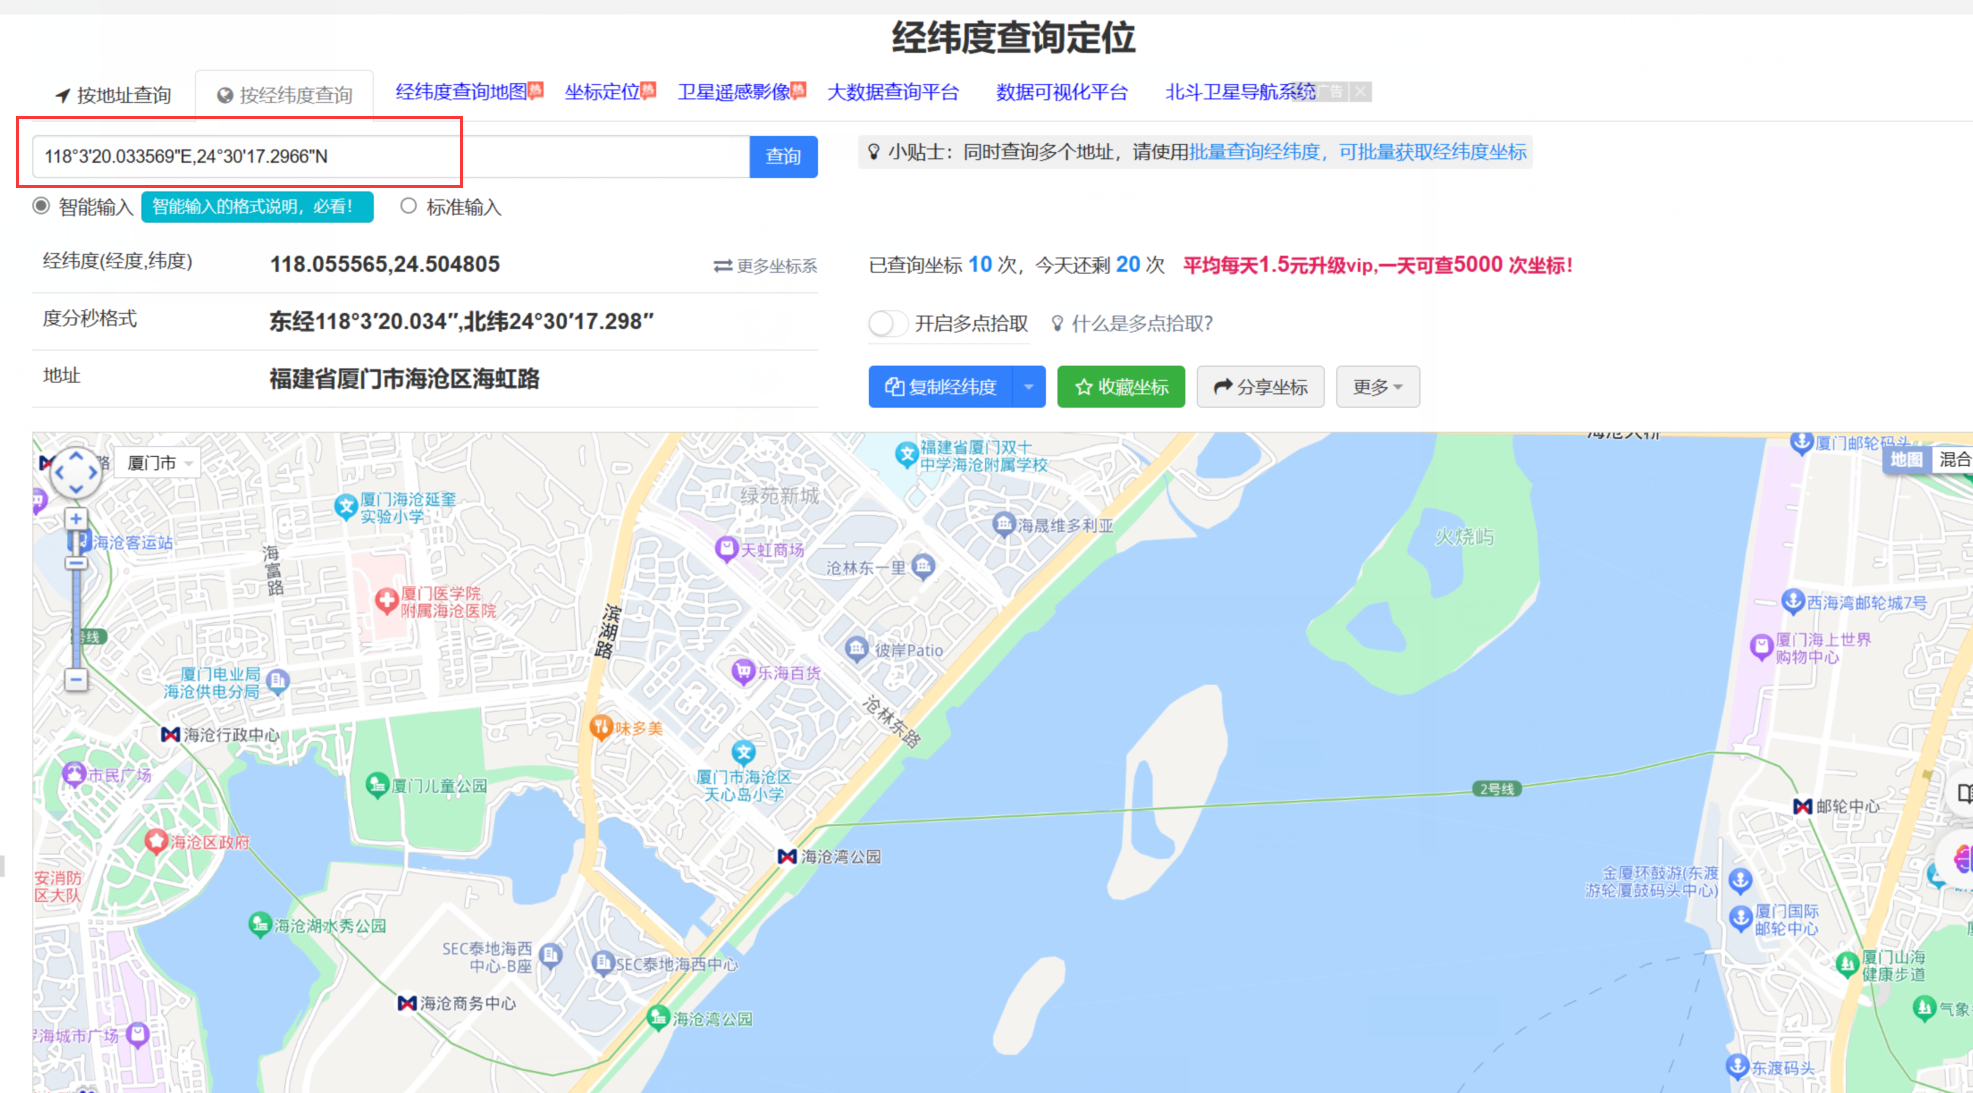 经纬度查询定位
按地址查询
按经纬度查询
经纬度查询地图
热
坐标定位
热
卫星遥感影像
热
大数据查询平台
数据可视化平台
北斗卫星导航系统
广告
118°3'20.033569"E,24°30'17.2966"N
查询
小贴士：同时查询多个地址，请使用批量查询经纬度，可批量获取经纬度坐标
智能输入
智能输入的格式说明，必看！
标准输入
经纬度(经度,纬度)
118.055565,24.504805
更多坐标系
已查询坐标 10 次，今天还剩 20 次
平均每天1.5元升级vip,一天可查5000 次坐标！
度分秒格式
东经118°3′20.034″,北纬24°30′17.298″
开启多点拾取
什么是多点拾取?
地址
福建省厦门市海沧区海虹路
复制经纬度
收藏坐标
分享坐标
更多
路
厦门市
福建省厦门双十
中学海沧附属学校
海沧大桥
厦门邮轮码头
地图
混合
绿苑新城
厦门海沧延奎
实验小学
海沧客运站
海富路
天虹商场
海晟维多利亚
沧林东一里
火烧屿
厦门医学院
附属海沧医院
滨湖路
西海湾邮轮城7号
厦门海上世界
购物中心
号线
彼岸Patio
乐海百货
厦门电业局
海沧供电分局
沧林东路
海沧行政中心
味多美
厦门市海沧区
天心岛小学
市民广场
厦门儿童公园
2号线
邮轮中心
海沧区政府
海沧湾公园
安消防
区大队
金厦环鼓游(东渡
游轮厦鼓码头中心)
厦门国际
邮轮中心
海沧湖水秀公园
SEC泰地海西
中心-B座
SEC泰地海西中心
厦门山海
健康步道
海沧商务中心
海沧湾公园
气象
海城市广场
东渡码头